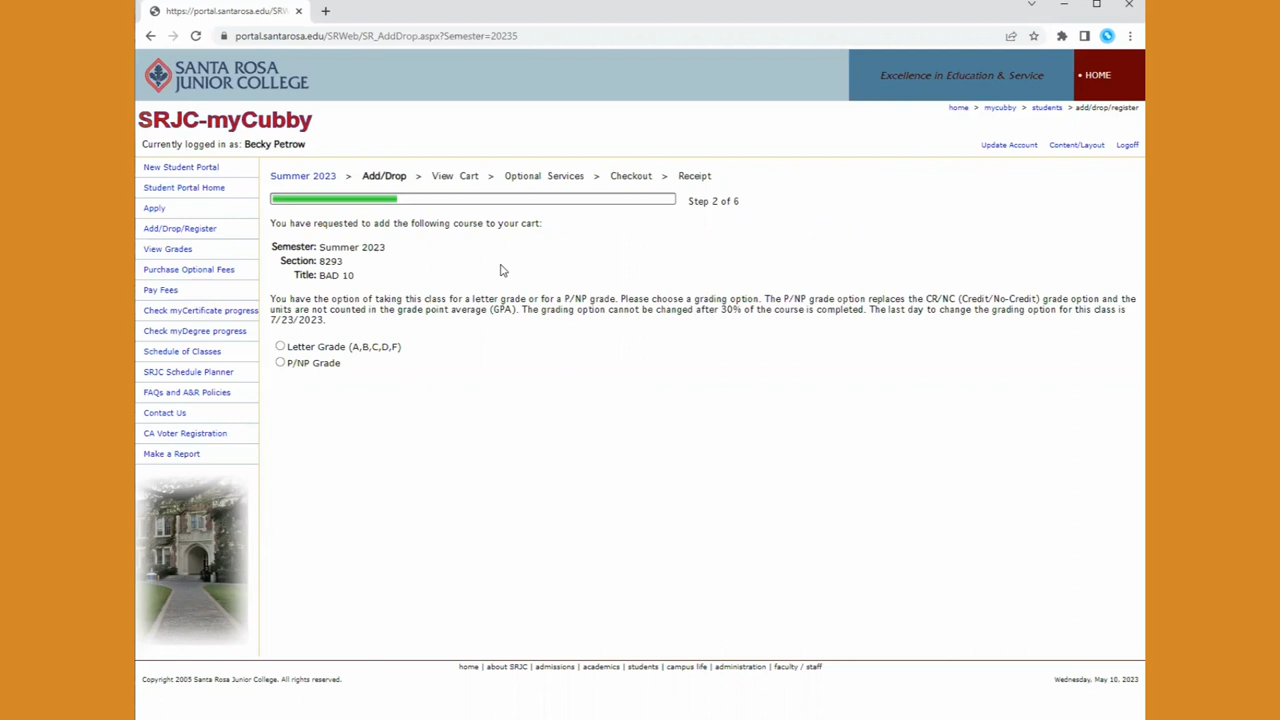 https://portal.santarosa.edu/SRW
portal.santarosa.edu/SRWeb/SR_AddDrop.aspx?Semester=20235
SANTA ROSA
JUNIOR COLLEGE
Excellence in Education & Service
• HOME
home > mycubby > students > add/drop/register
SRJC-myCubby
Currently logged in as: Becky Petrow
Update Account Content/Layout Logoff
New Student Portal
Student Portal Home
Apply
Add/Drop/Register
View Grades
Purchase Optional Fees
Pay Fees
Check myCertificate progress
Check myDegree progress
Schedule of Classes
SRJC Schedule Planner
FAQs and A&R Policies
Contact Us
CA Voter Registration
Make a Report
Summer 2023 > Add/Drop > View Cart > Optional Services > Checkout > Receipt
Step 2 of 6
You have requested to add the following course to your cart:
Semester: Summer 2023
Section: 8293
Title: BAD 10
You have the option of taking this class for a letter grade or for a P/NP grade. Please choose a grading option. The P/NP grade option replaces the CR/NC (Credit/No-Credit) grade option and the
units are not counted in the grade point average (GPA). The grading option cannot be changed after 30% of the course is completed. The last day to change the grading option for this class is
7/23/2023.
Letter Grade (A,B,C,D,F)
P/NP Grade
home | about SRJC | admissions | academics | students | campus life | administration | faculty / staff
Copyright 2005 Santa Rosa Junior College. All rights reserved.
Wednesday, May 10, 2023